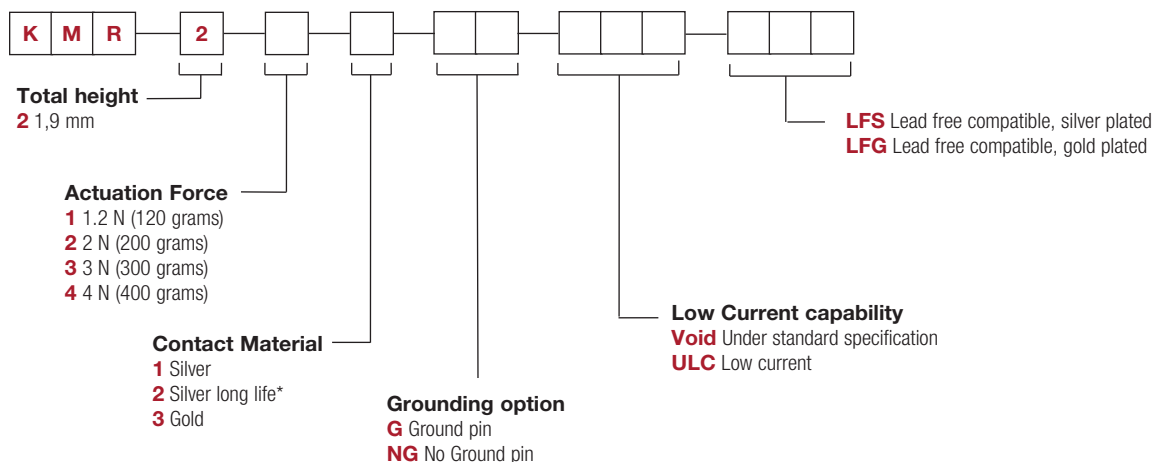 K M R 2
Total height
2 1,9 mm
Actuation Force
1 1.2 N (120 grams)
2 2 N (200 grams)
3 3 N (300 grams)
4 4 N (400 grams)
Contact Material
1 Silver
2 Silver long life*
3 Gold
Grounding option
G Ground pin
NG No Ground pin
Low Current capability
Void Under standard specification
ULC Low current
LFS Lead free compatible, silver plated
LFG Lead free compatible, gold plated